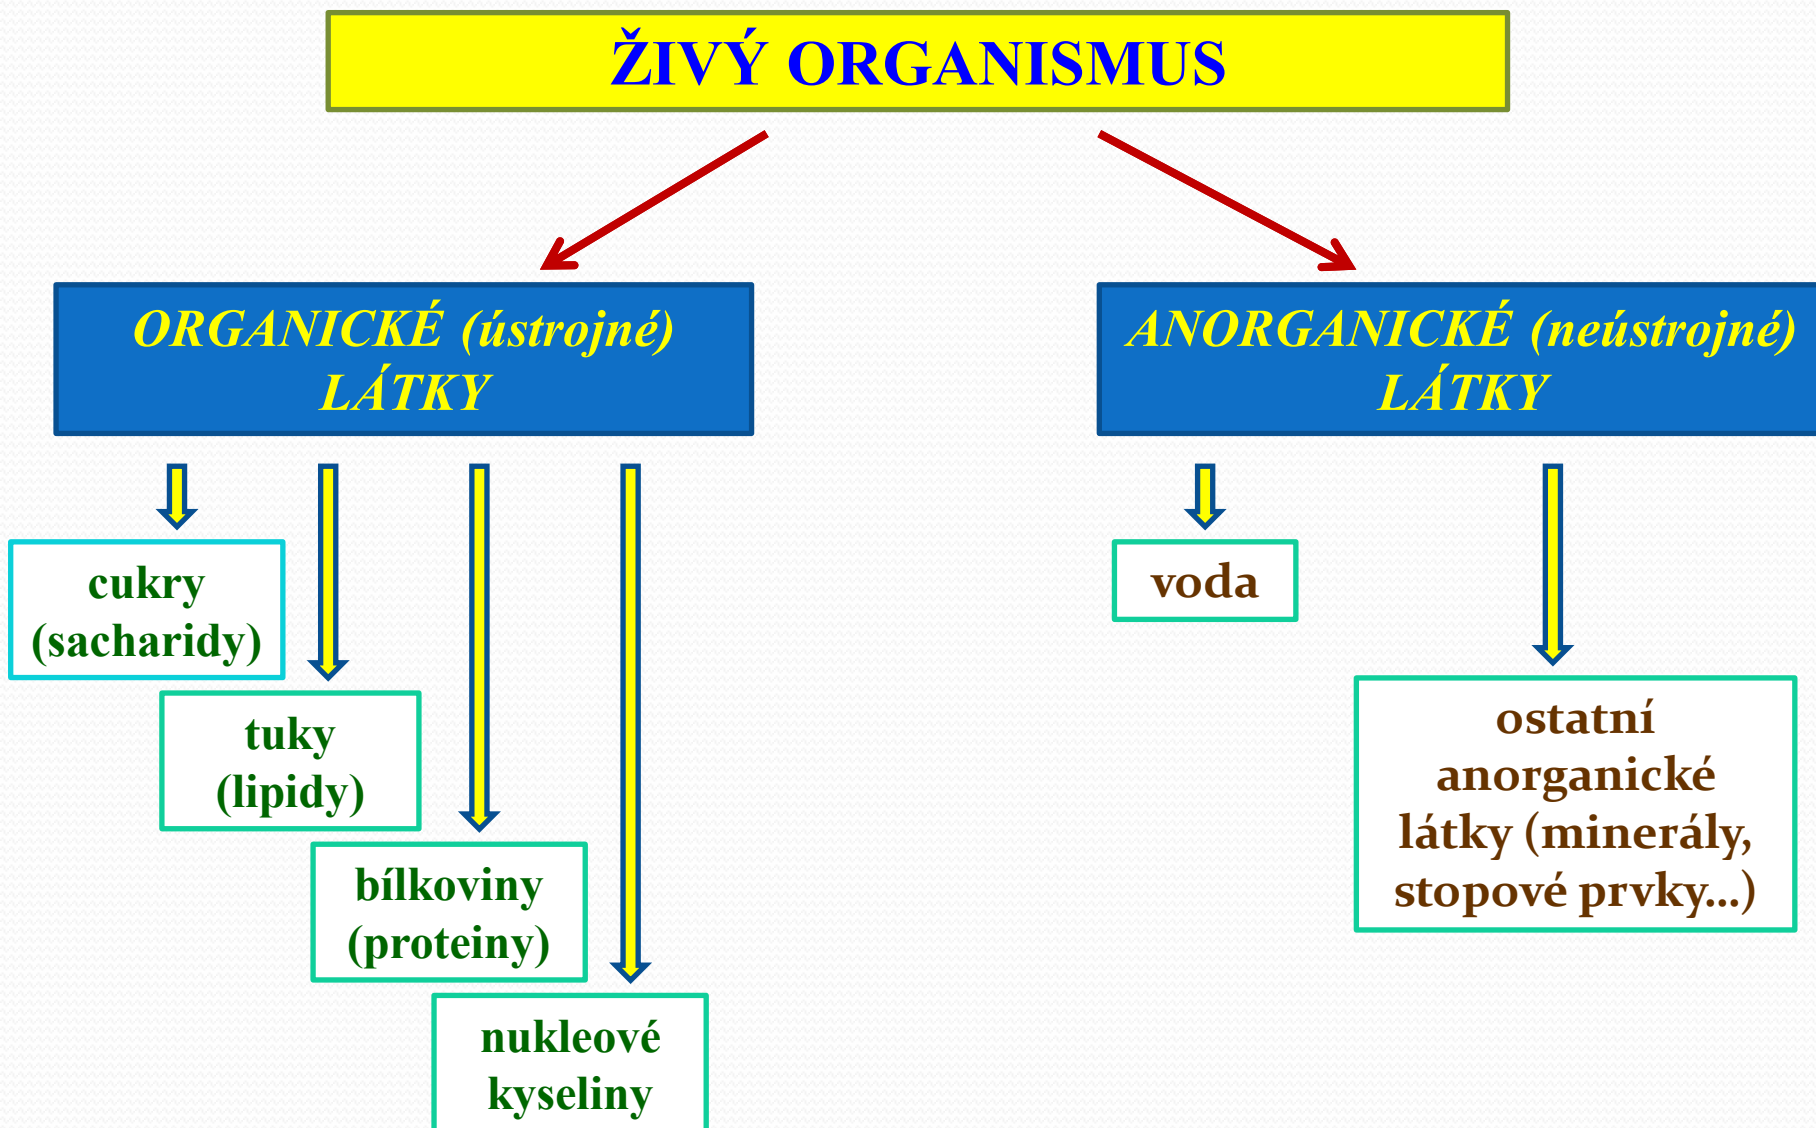 ŽIVÝ ORGANISMUS
ORGANICKÉ (ústrojné)
LÁTKY
ANORGANICKÉ (neústrojné)
LÁTKY
cukry
(sacharidy)
tuky
(lipidy)
bílkoviny
(proteiny)
nukleové
kyseliny
voda
ostatní
anorganické
látky (minerály,
stopové prvky...)